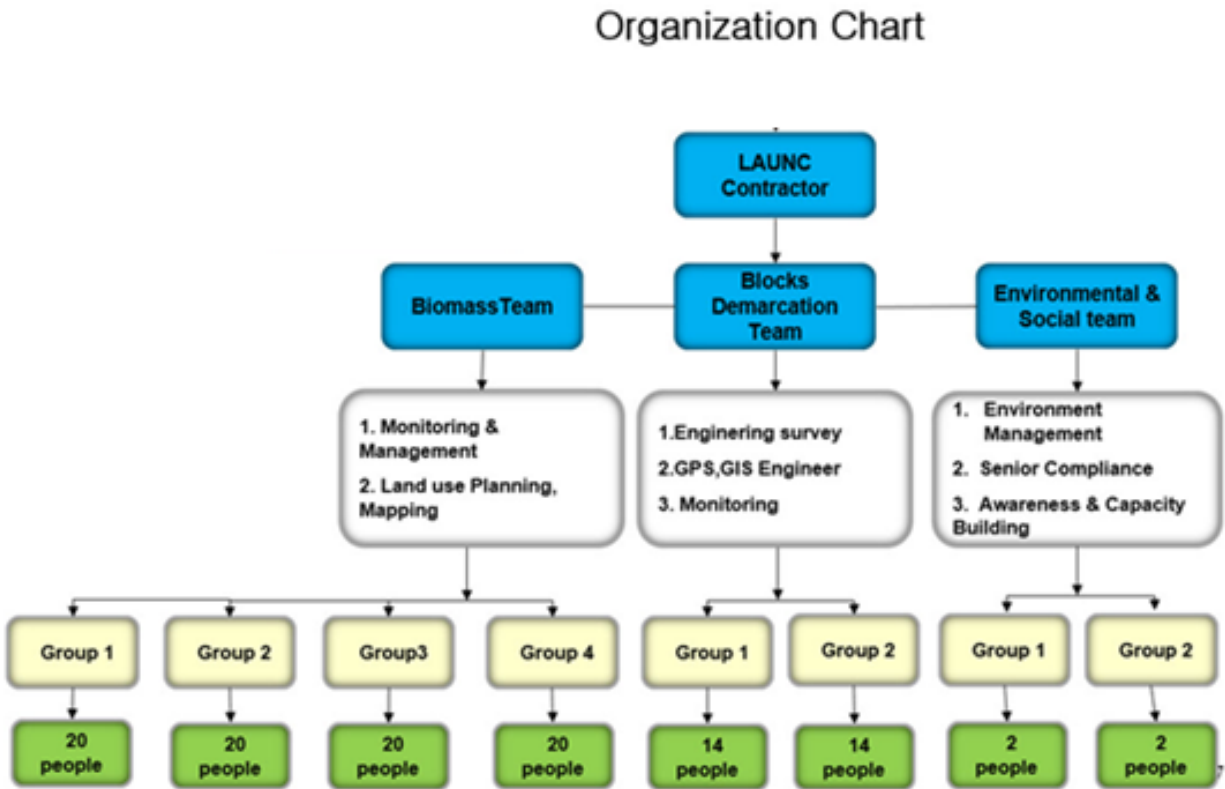 Organization Chart
LAUNC
Contractor
BiomassTeam
Blocks
Demarcation
Team
Environmental &
Social team
1. Monitoring &
Management
2. Land use Planning,
Mapping
1.Enginering survey
2.GPS,GIS Engineer
3. Monitoring
1. Environment
Management
2. Senior Compliance
3. Awareness & Capacity
Building
Group 1
Group 2
Group3
Group 4
Group 1
Group 2
Group 1
Group 2
20
people
20
people
20
people
20
people
14
people
14
people
2
people
2
people